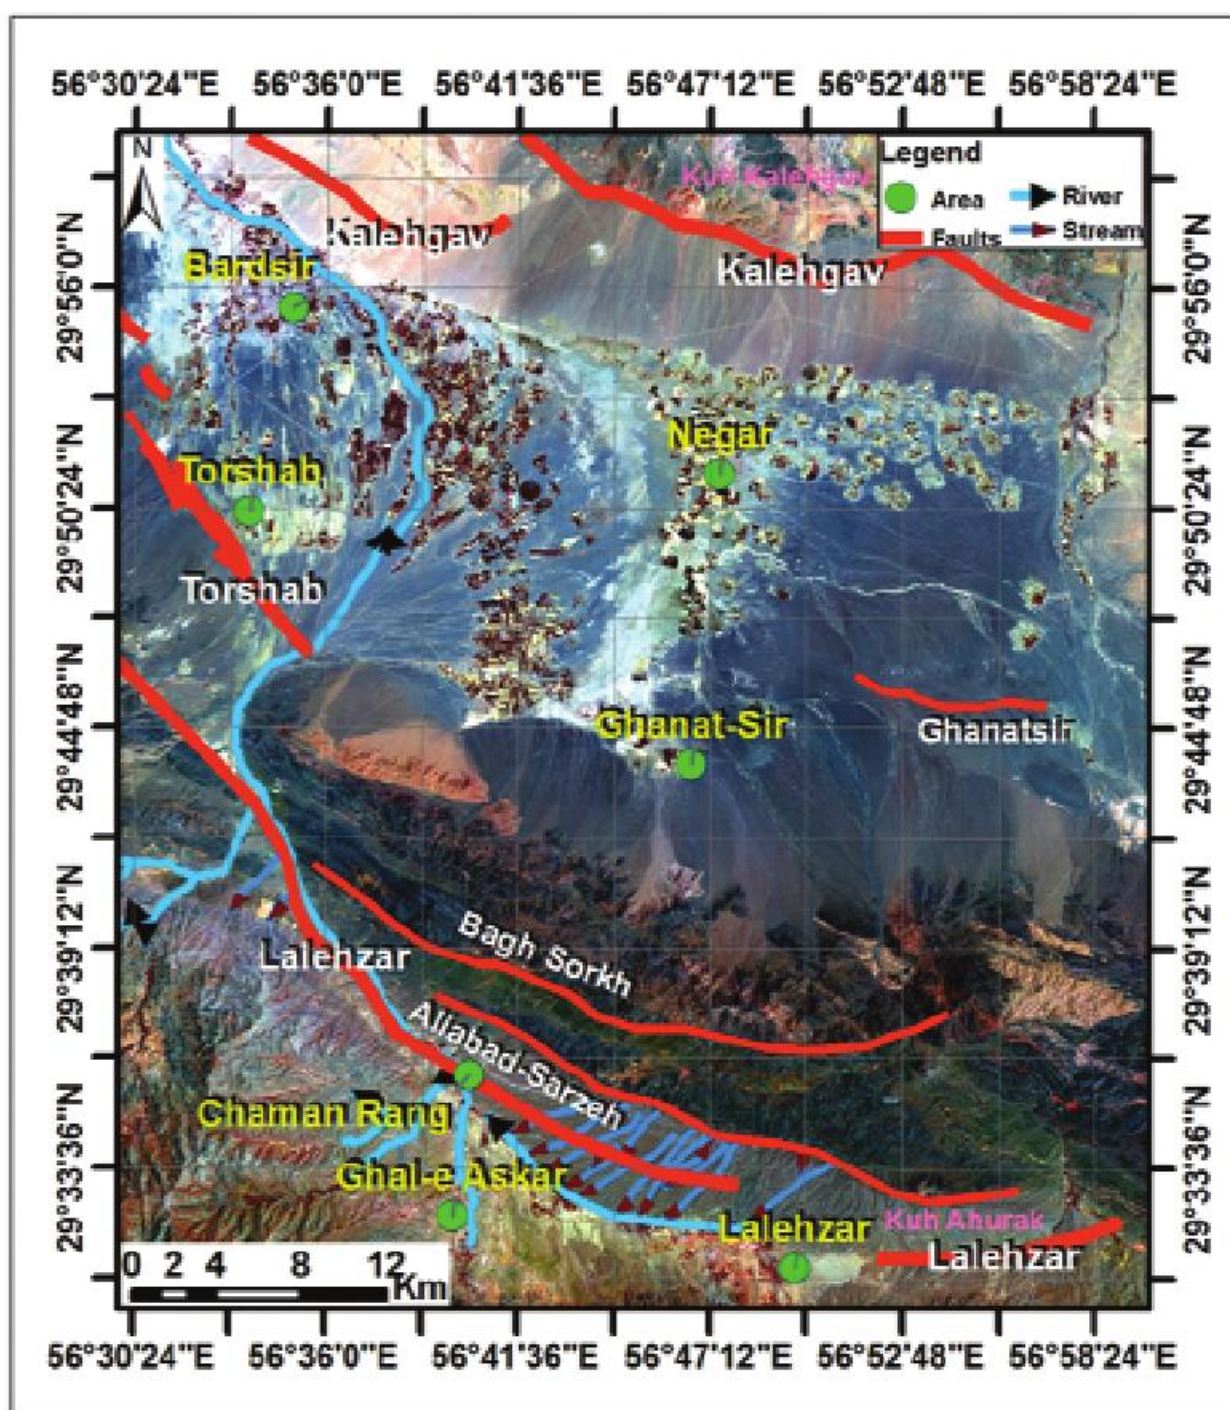 56°30'24"E 56°36'0"E 56°41'36"E 56°47'12"E 56°52'48"E 56°58'24"E
N
Legend
Area
River
Faults
Stream
Kuh Kalehgav
Kalehgav
Kalehgav
Bardsir
29°56'0"N
29°56'0"N
Negar
Torshab
29°50'24"N
29°50'24"N
Torshab
29°44'48"N
29°44'48"N
Ghanat-Sir
Ghanatsir
29°39'12"N
29°39'12"N
Bagh Sorkh
Lalehzar
Aliabad-Sarzeh
Chaman Rang
29°33'36"N
29°33'36"N
Ghal-e Askar
Lalehzar
Kuh Ahurak
Lalehzar
0 2 4 8 12
Km
56°30'24"E 56°36'0"E 56°41'36"E 56°47'12"E 56°52'48"E 56°58'24"E